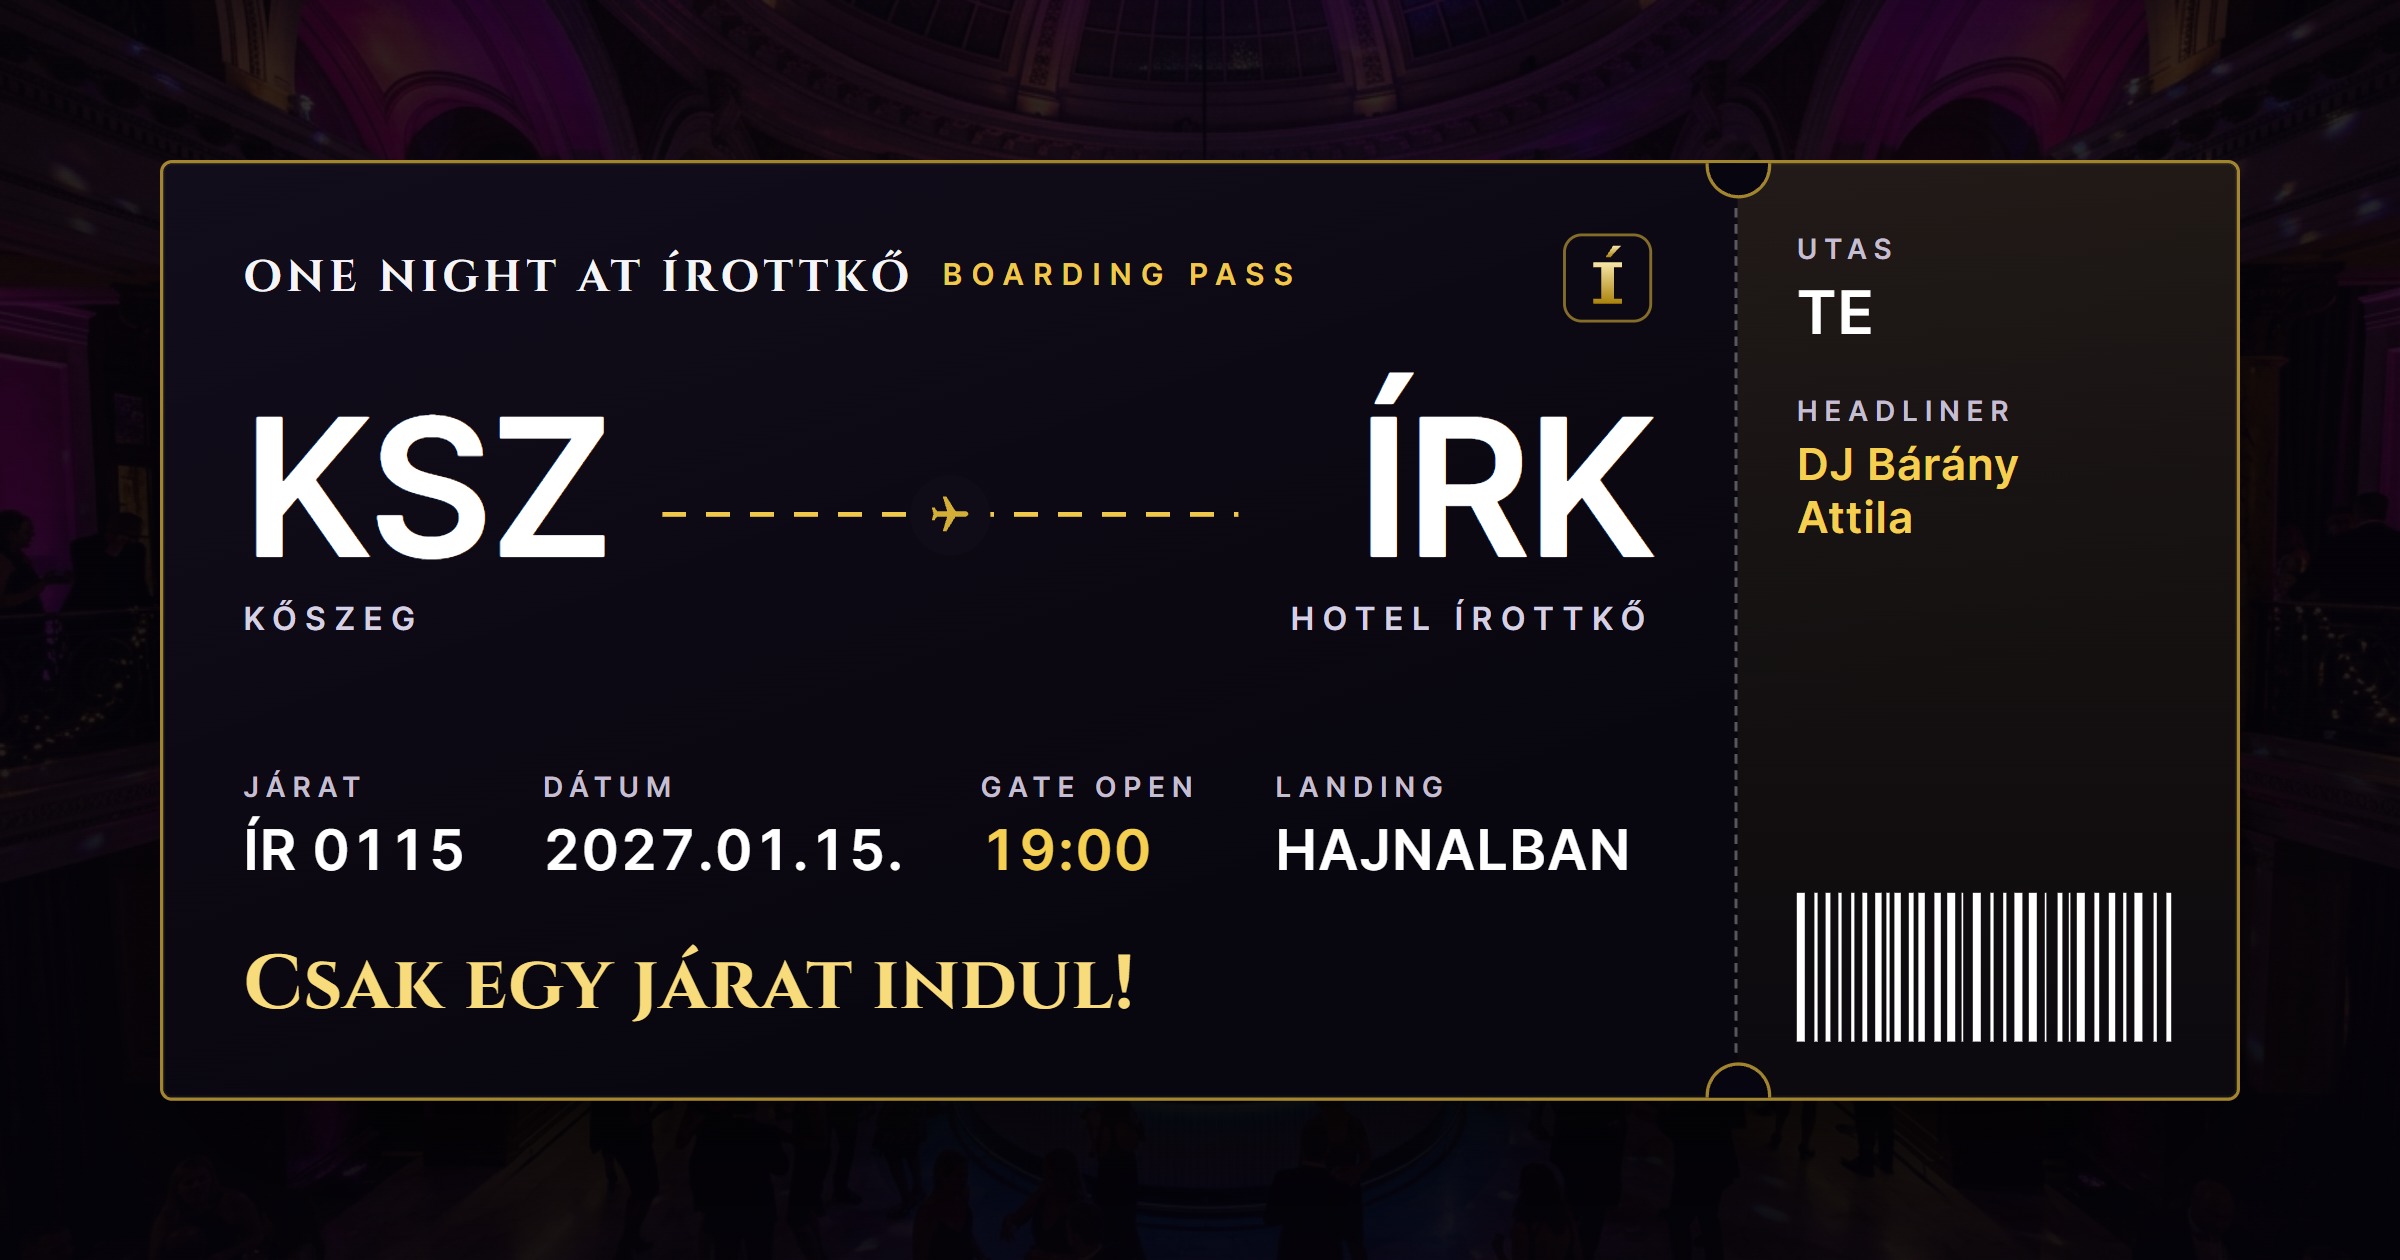 ONE NIGHT AT ÍROTTKŐ BOARDING PASS
Í
KSZ
ÍRK
KŐSZEG
HOTEL ÍROTTKŐ
JÁRAT
ÍR 0115
DÁTUM
2027.01.15.
GATE OPEN
19:00
LANDING
HAJNALBAN
CSAK EGY JÁRAT INDUL!
UTAS
TE
HEADLINER
DJ Bárány
Attila